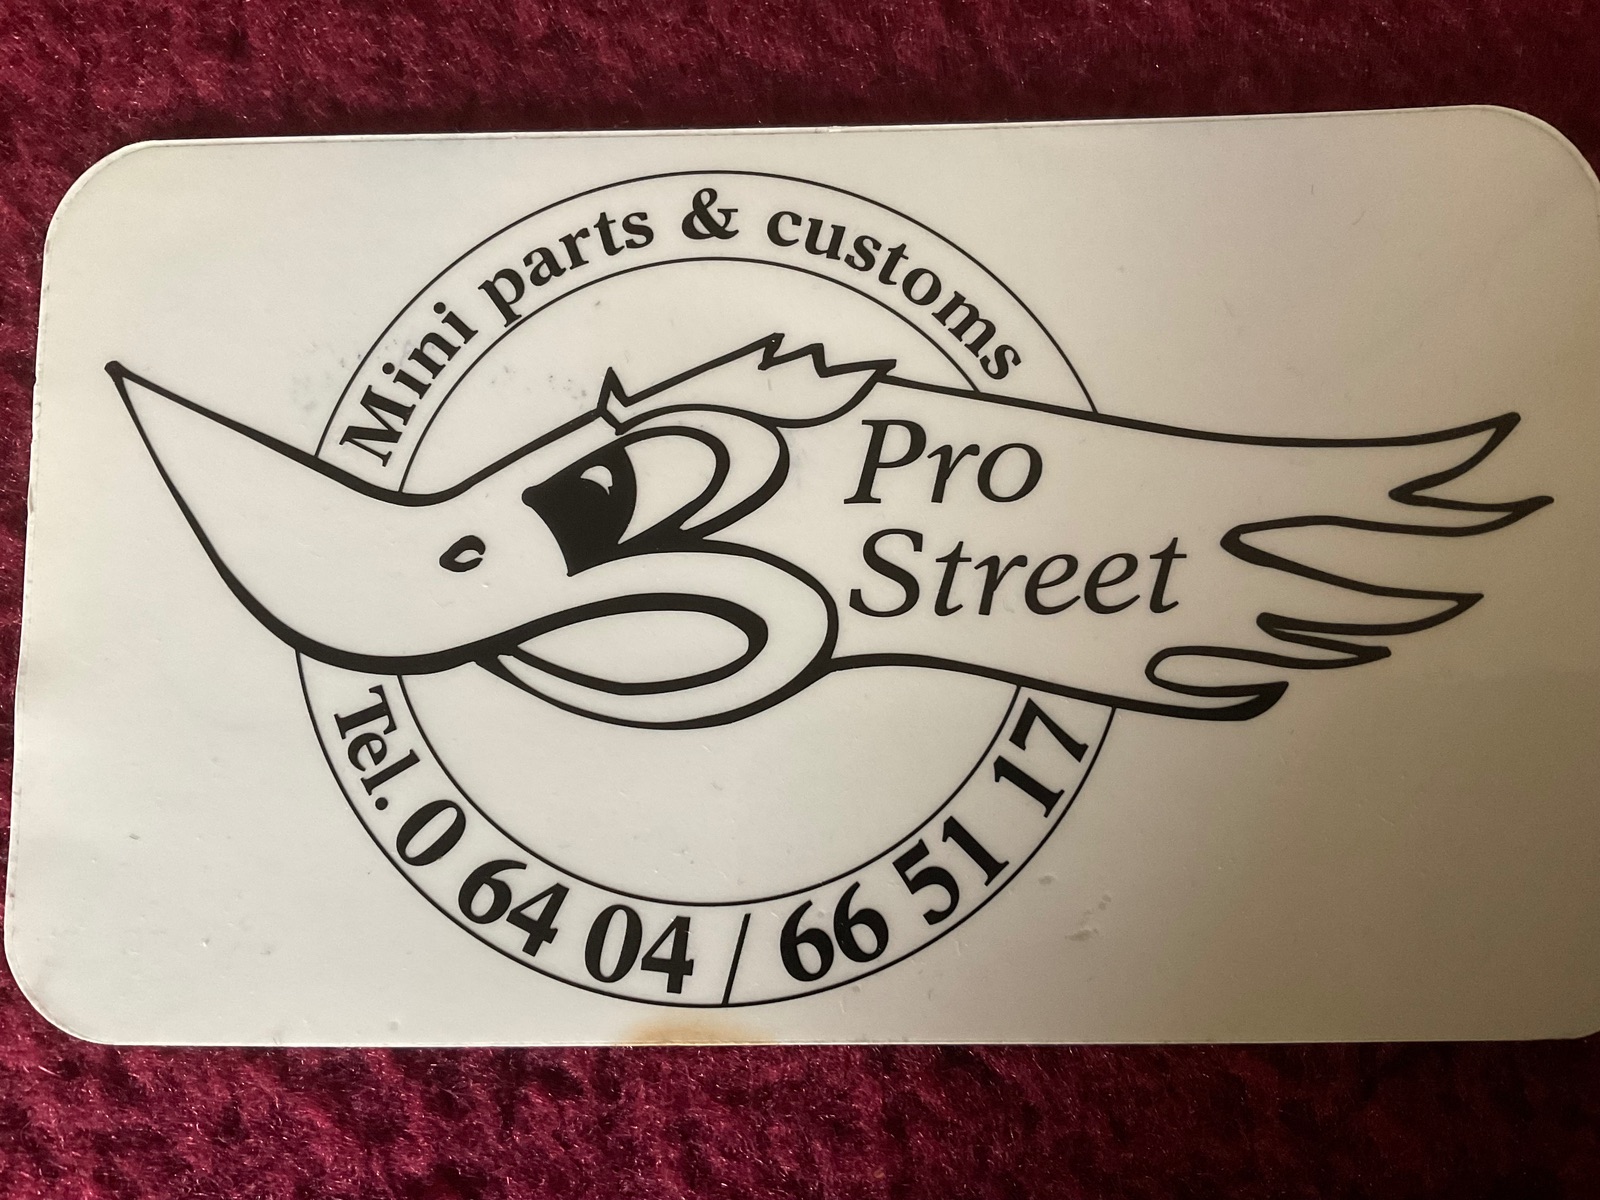 Mini parts & customs
Pro
Street
Tel. 0 64 04 / 66 51 17